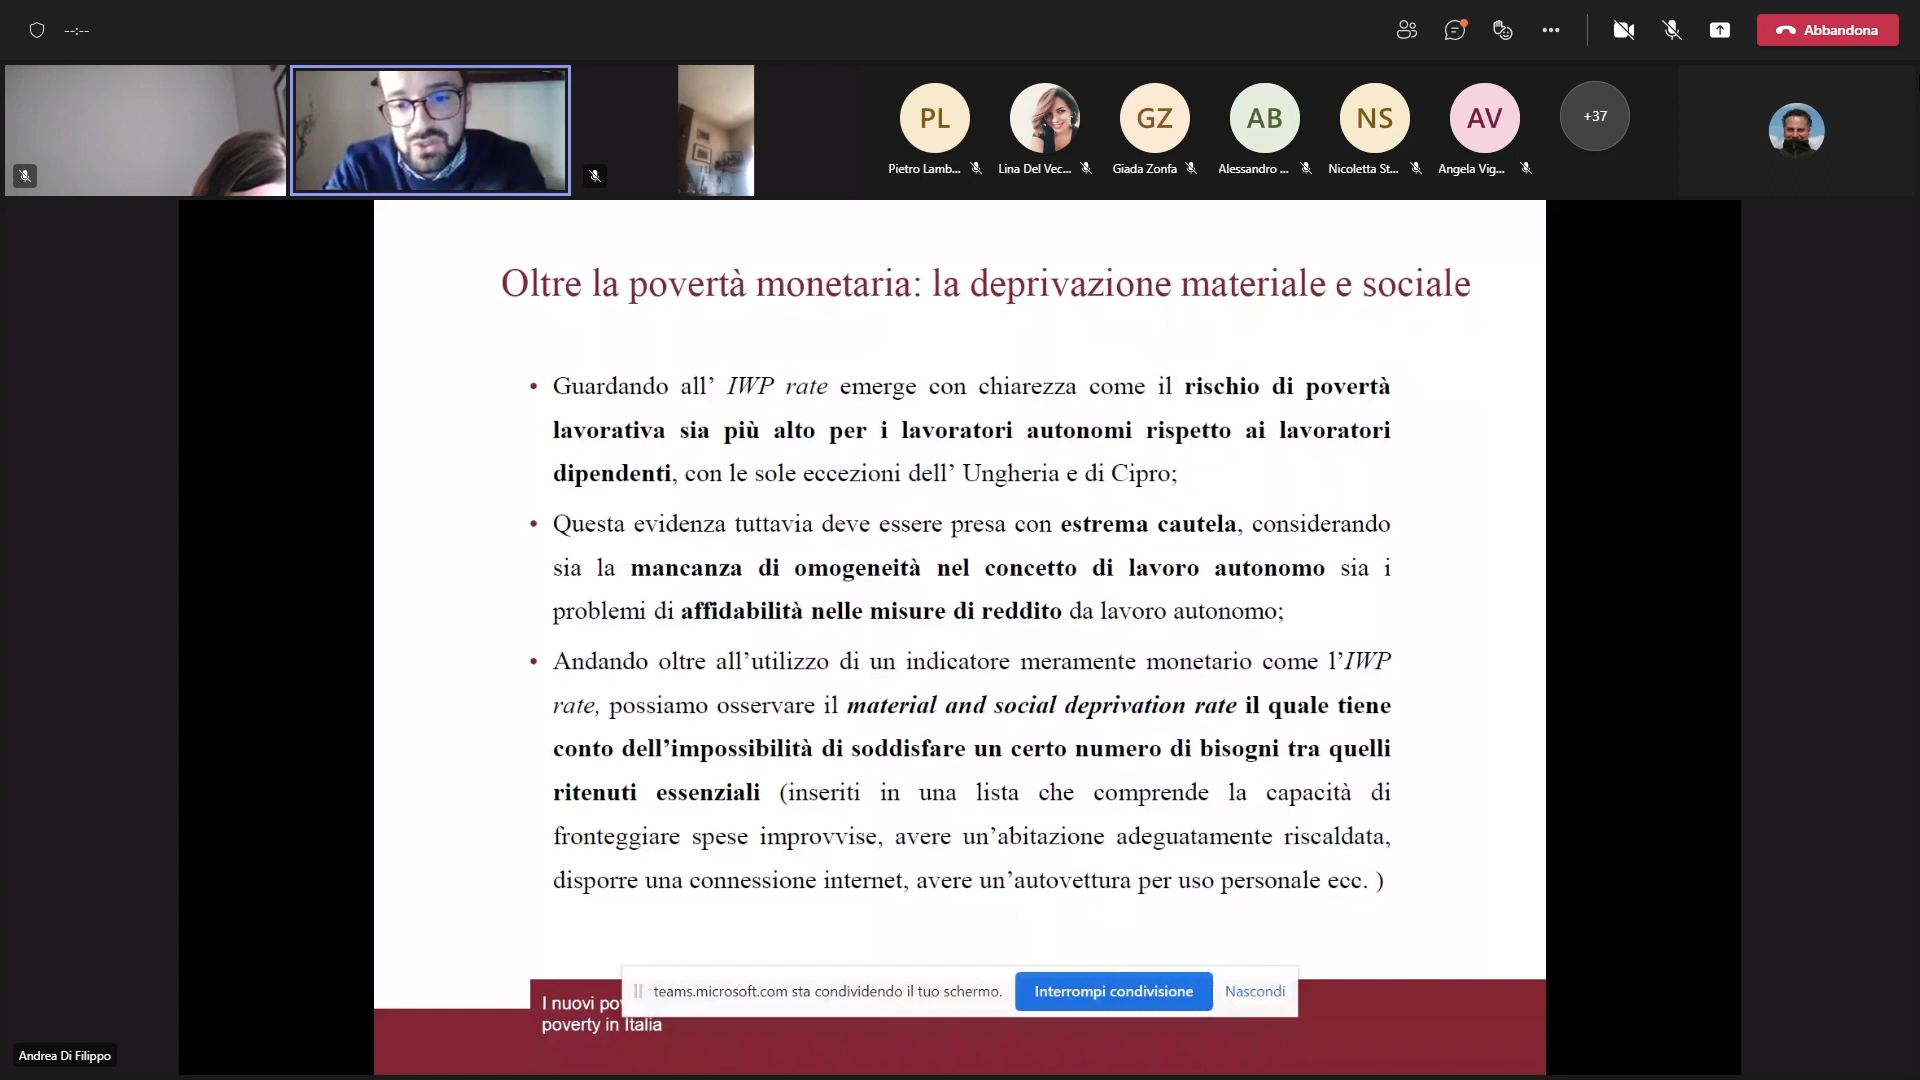 --:--
Abbandona
PL
GZ
AB
NS
AV
+37
Pietro Lamb...
Lina Del Vec...
Giada Zonfa
Alessandro ...
Nicoletta St...
Angela Vig...
Oltre la povertà monetaria: la deprivazione materiale e sociale
• Guardando all’ IWP rate emerge con chiarezza come il rischio di povertà
lavorativa sia più alto per i lavoratori autonomi rispetto ai lavoratori
dipendenti, con le sole eccezioni dell’ Ungheria e di Cipro;
• Questa evidenza tuttavia deve essere presa con estrema cautela, considerando
sia la mancanza di omogeneità nel concetto di lavoro autonomo sia i
problemi di affidabilità nelle misure di reddito da lavoro autonomo;
• Andando oltre all’utilizzo di un indicatore meramente monetario come l’IWP
rate, possiamo osservare il material and social deprivation rate il quale tiene
conto dell’impossibilità di soddisfare un certo numero di bisogni tra quelli
ritenuti essenziali (inseriti in una lista che comprende la capacità di
fronteggiare spese improvvise, avere un’abitazione adeguatamente riscaldata,
disporre una connessione internet, avere un’autovettura per uso personale ecc. )
teams.microsoft.com sta condividendo il tuo schermo.
Interrompi condivisione
Nascondi
I nuovi pov
poverty in Italia
Andrea Di Filippo